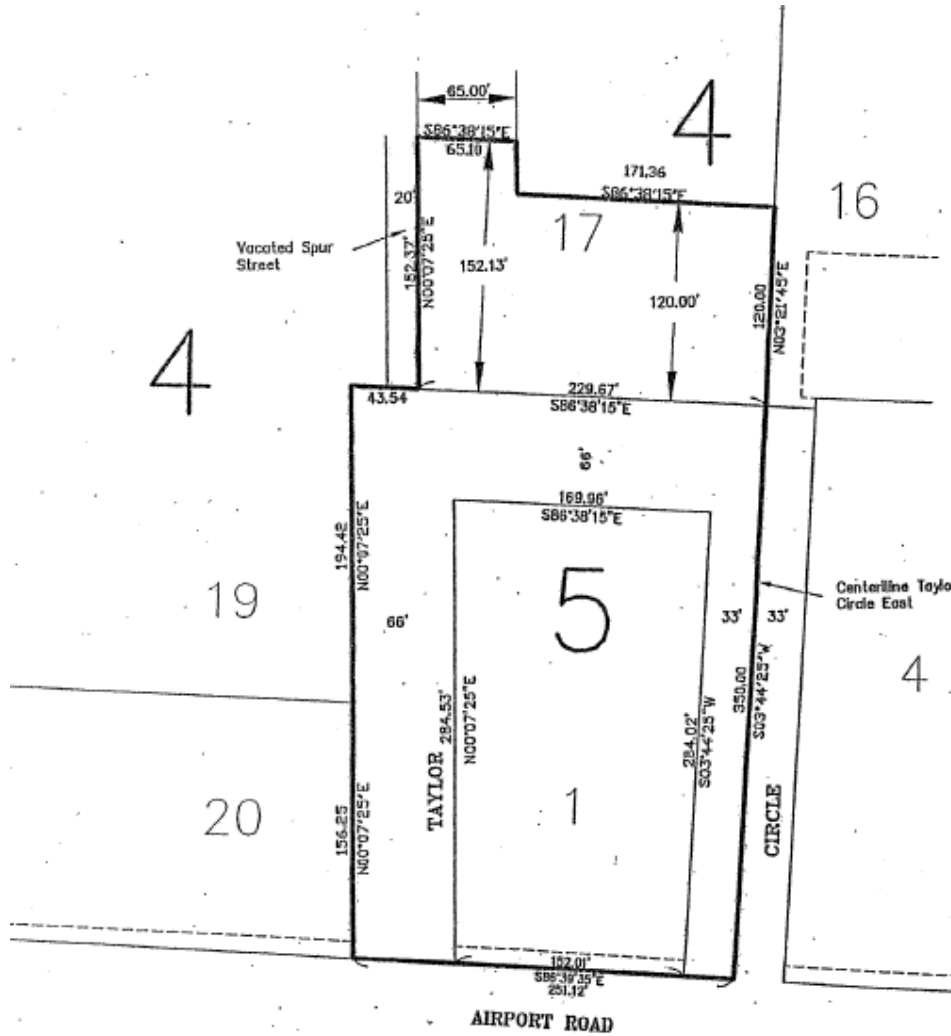 65.00'
4
S86°38'15"E
65.10
171.36
S86°38'15"E
16
20'
17
Vacated Spur
Street
152.37'
N00°07'25"E
152.13'
120.00'
120.00
N03°21'45"E
4
43.54
229.67'
S86°38'15"E
66'
169.96'
S86°38'15"E
194.42
N00°07'25"E
5
19
Centerline Taylo
Circle East
66'
33'
33'
4
284.53'
N00°07'25"E
284.02'
S03°44'25"W
350.00
S03°44'25"W
TAYLOR
20
1
CIRCLE
156.25
N00°07'25"E
152.01'
S86°39'35"E
251.12'
AIRPORT ROAD